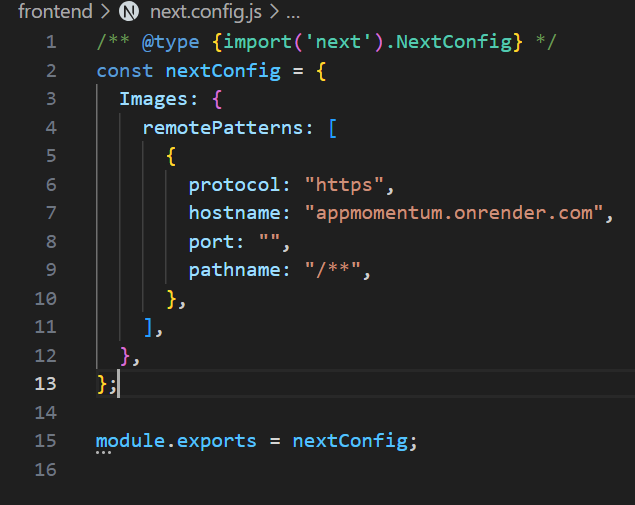 frontend > next.config.js > ...
1 /** @type {import('next').NextConfig} */
2 const nextConfig = {
3   Images: {
4     remotePatterns: [
5       {
6         protocol: "https",
7         hostname: "appmomentum.onrender.com",
8         port: "",
9         pathname: "/**",
10       },
11     ],
12   },
13 };
14
15 module.exports = nextConfig;
16